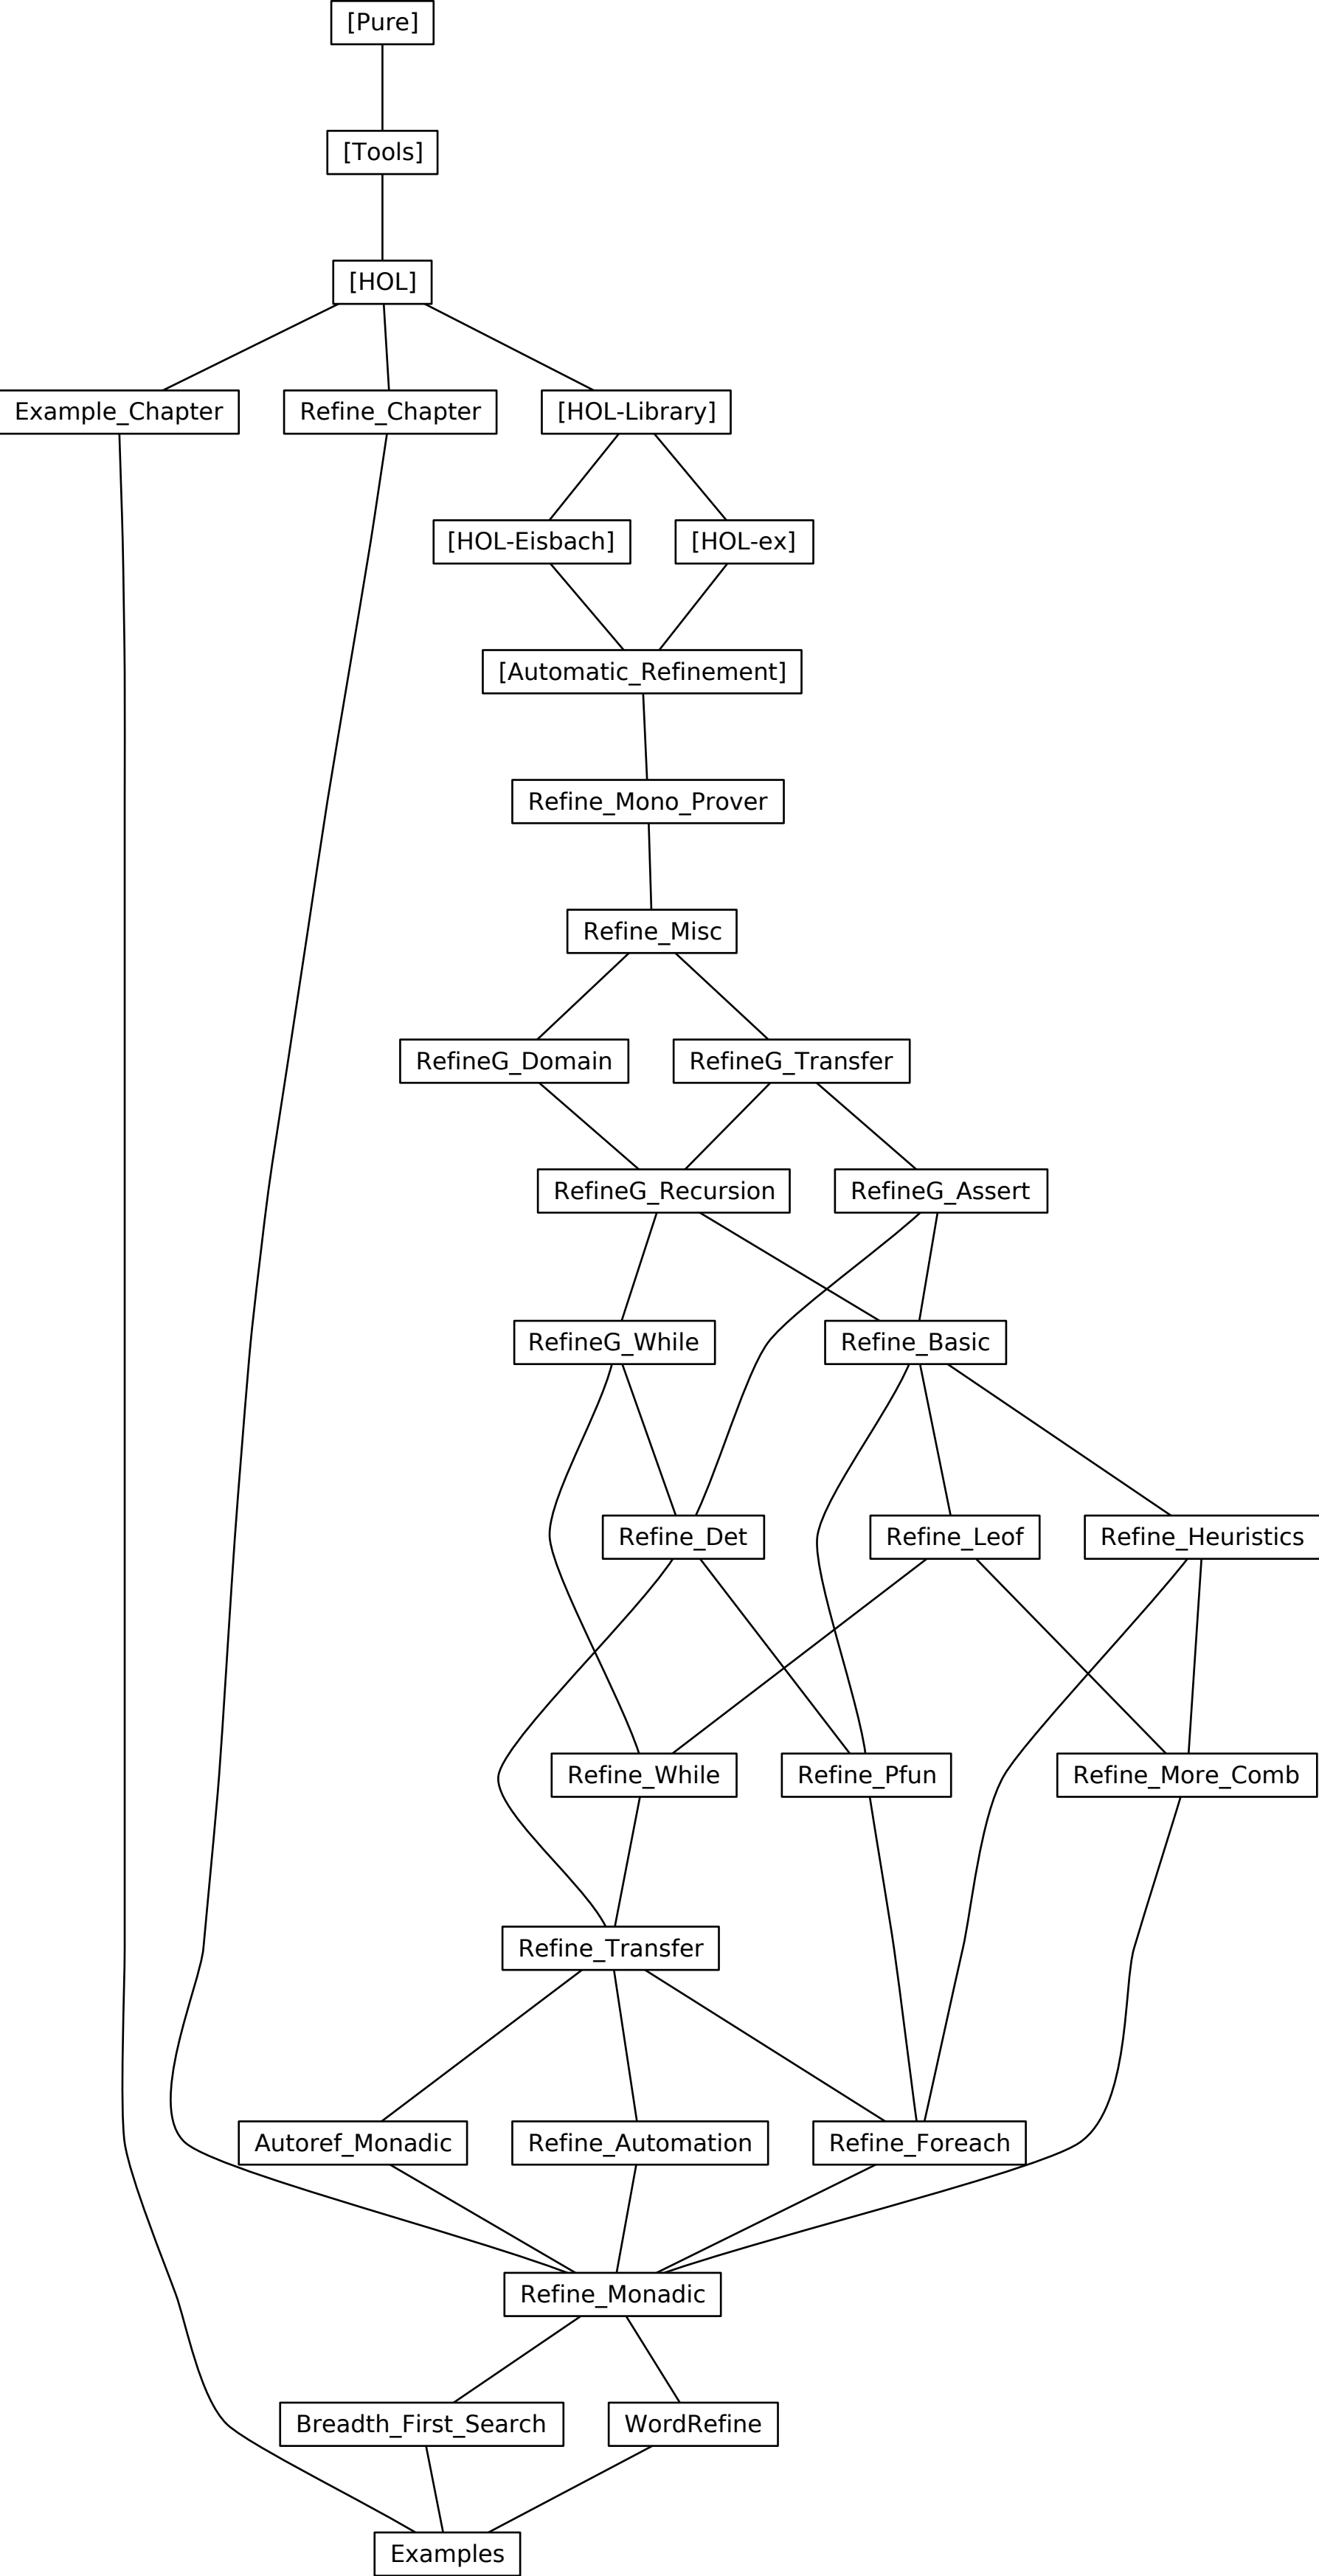 [Pure]
[Tools]
[HOL]
Example_Chapter
Refine_Chapter
[HOL-Library]
[HOL-Eisbach]
[HOL-ex]
[Automatic_Refinement]
Refine_Mono_Prover
Refine_Misc
RefineG_Domain
RefineG_Transfer
RefineG_Recursion
RefineG_Assert
RefineG_While
Refine_Basic
Refine_Det
Refine_Leof
Refine_Heuristics
Refine_While
Refine_Pfun
Refine_More_Comb
Refine_Transfer
Autoref_Monadic
Refine_Automation
Refine_Foreach
Refine_Monadic
Breadth_First_Search
WordRefine
Examples